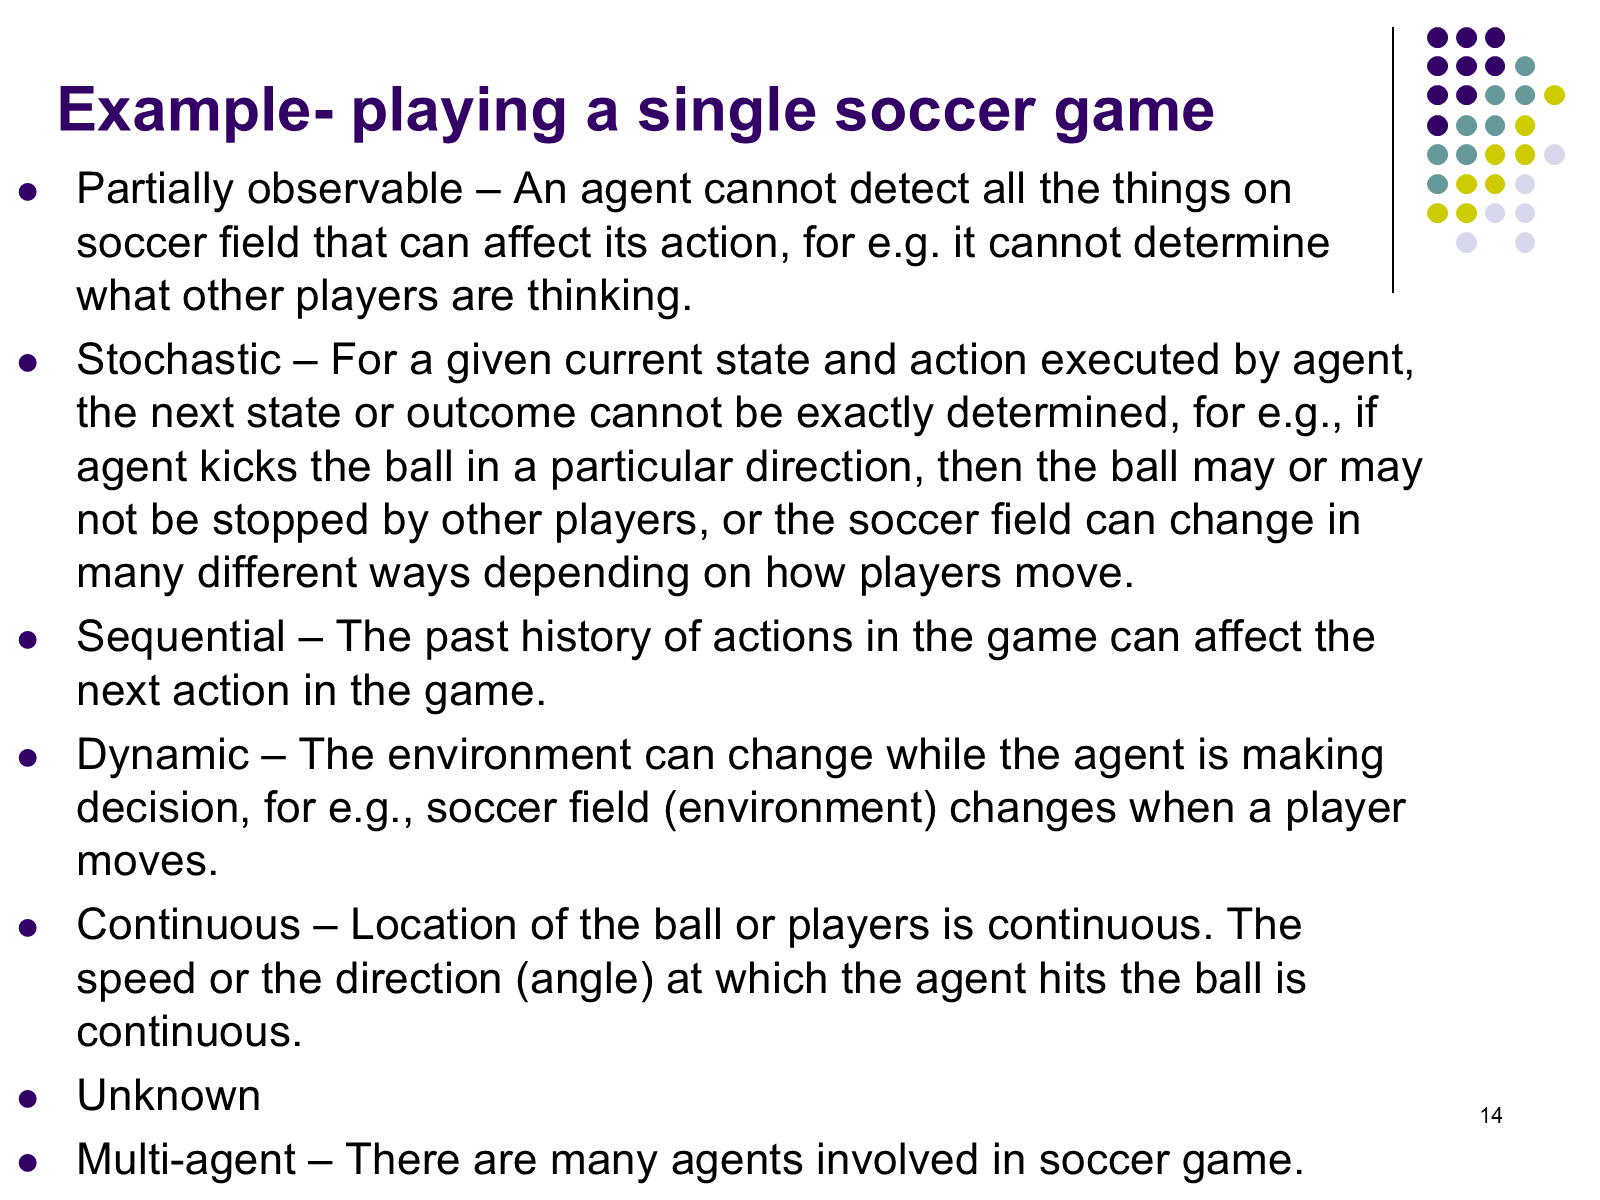 Example- playing a single soccer game
● Partially observable – An agent cannot detect all the things on
soccer field that can affect its action, for e.g. it cannot determine
what other players are thinking.
● Stochastic – For a given current state and action executed by agent,
the next state or outcome cannot be exactly determined, for e.g., if
agent kicks the ball in a particular direction, then the ball may or may
not be stopped by other players, or the soccer field can change in
many different ways depending on how players move.
● Sequential – The past history of actions in the game can affect the
next action in the game.
● Dynamic – The environment can change while the agent is making
decision, for e.g., soccer field (environment) changes when a player
moves.
● Continuous – Location of the ball or players is continuous. The
speed or the direction (angle) at which the agent hits the ball is
continuous.
● Unknown
14
● Multi-agent – There are many agents involved in soccer game.